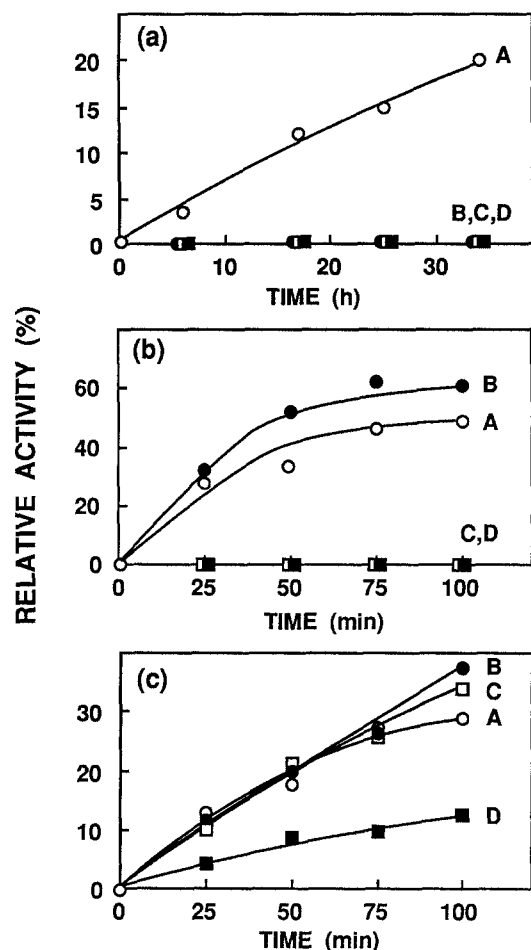 (a)
20
A
15
10
5
B,C,D
0
0 10 20 30
TIME (h)
RELATIVE ACTIVITY (%)
(b)
60
B
A
40
20
C,D
0
0 25 50 75 100
TIME (min)
(c)
B
C
30
A
20
10
D
0
0 25 50 75 100
TIME (min)